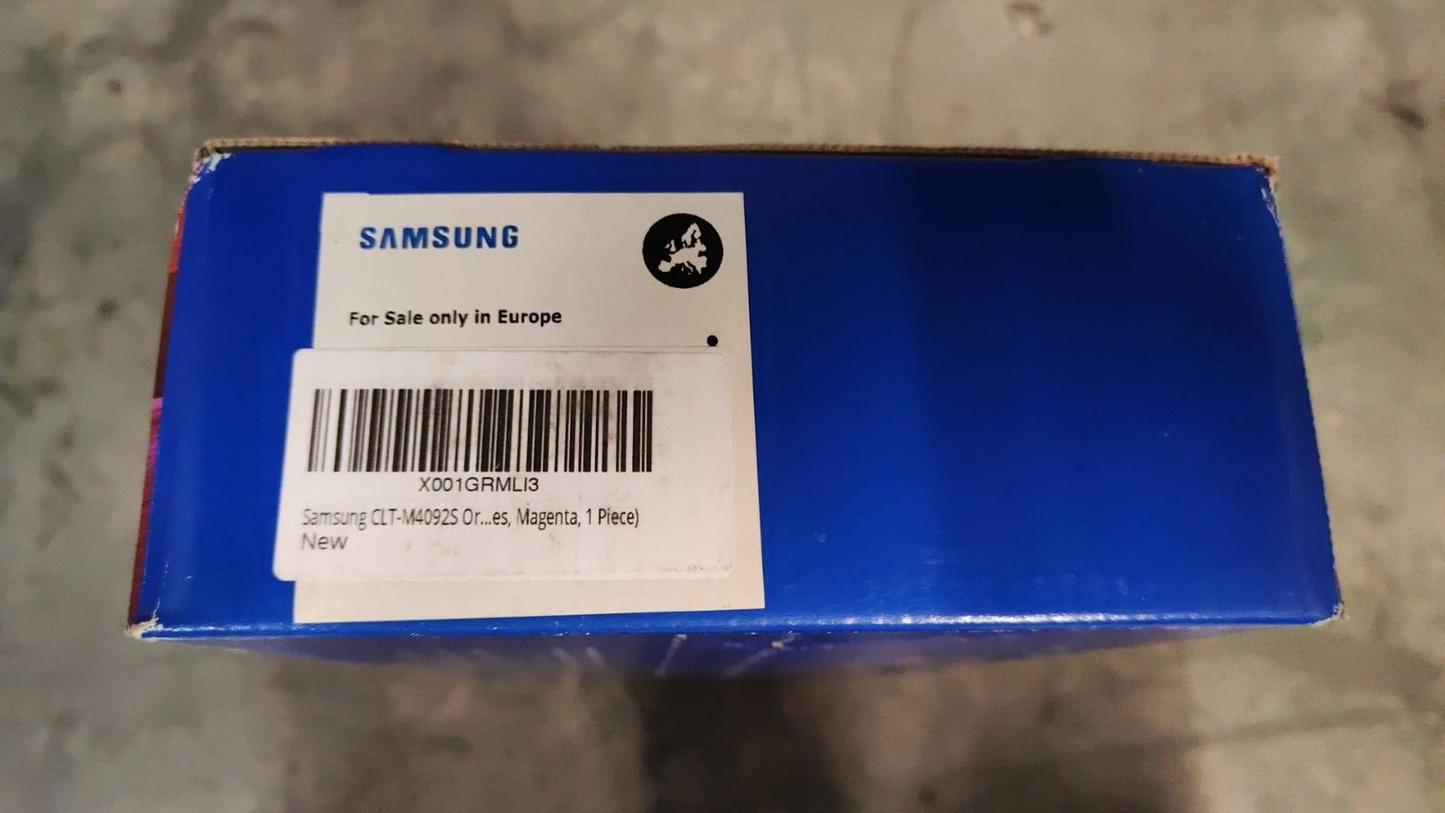 SAMSUNG
For Sale only in Europe
X001GRMLI3
Samsung CLT-M4092S Or...es, Magenta, 1 Piece)
New